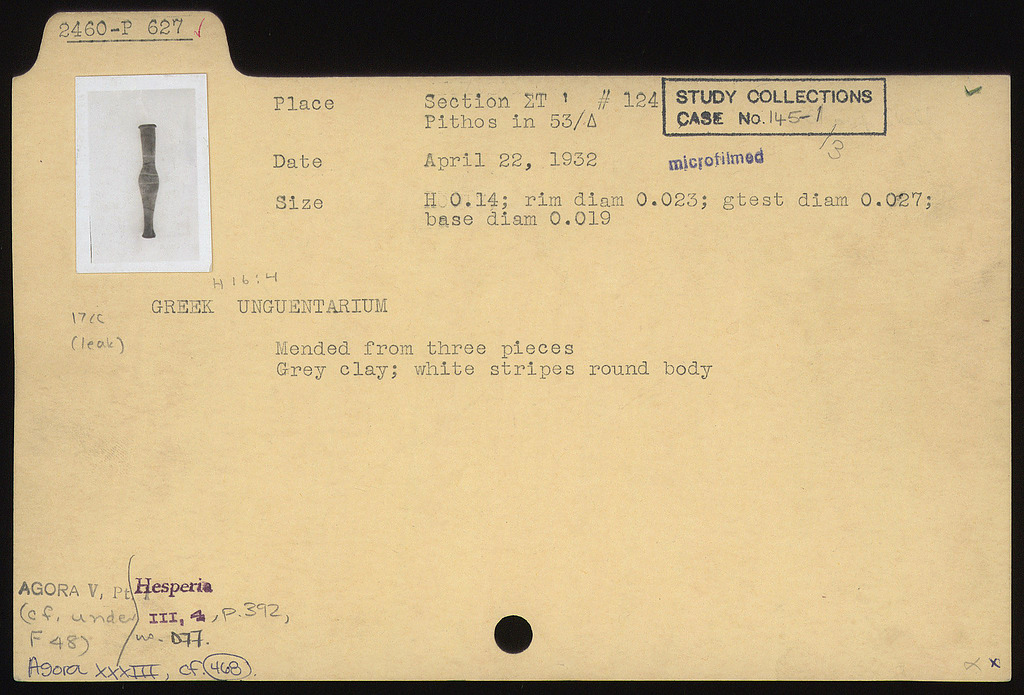 2460-P 627 ✓
Place Section ΣΤ ' # 124
Pithos in 53/Δ
STUDY COLLECTIONS
CASE No. 145-1
/3
Date April 22, 1932
microfilmed
Size H 0.14; rim diam 0.023; gtest diam 0.027;
base diam 0.019
H 16:4
GREEK UNGUENTARIUM
17cc
(leak)
Mended from three pieces
Grey clay; white stripes round body
AGORA V, Pt
(cf. under
F 48)
Hesperia
III, 4, p.392,
no. D77.
Agora XXXIII, cf. 468.
x